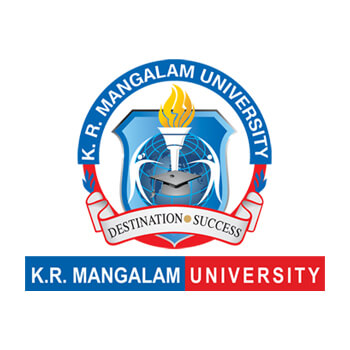 K. R. MANGALAM UNIVERSITY
DESTINATION • SUCCESS
K.R. MANGALAM UNIVERSITY